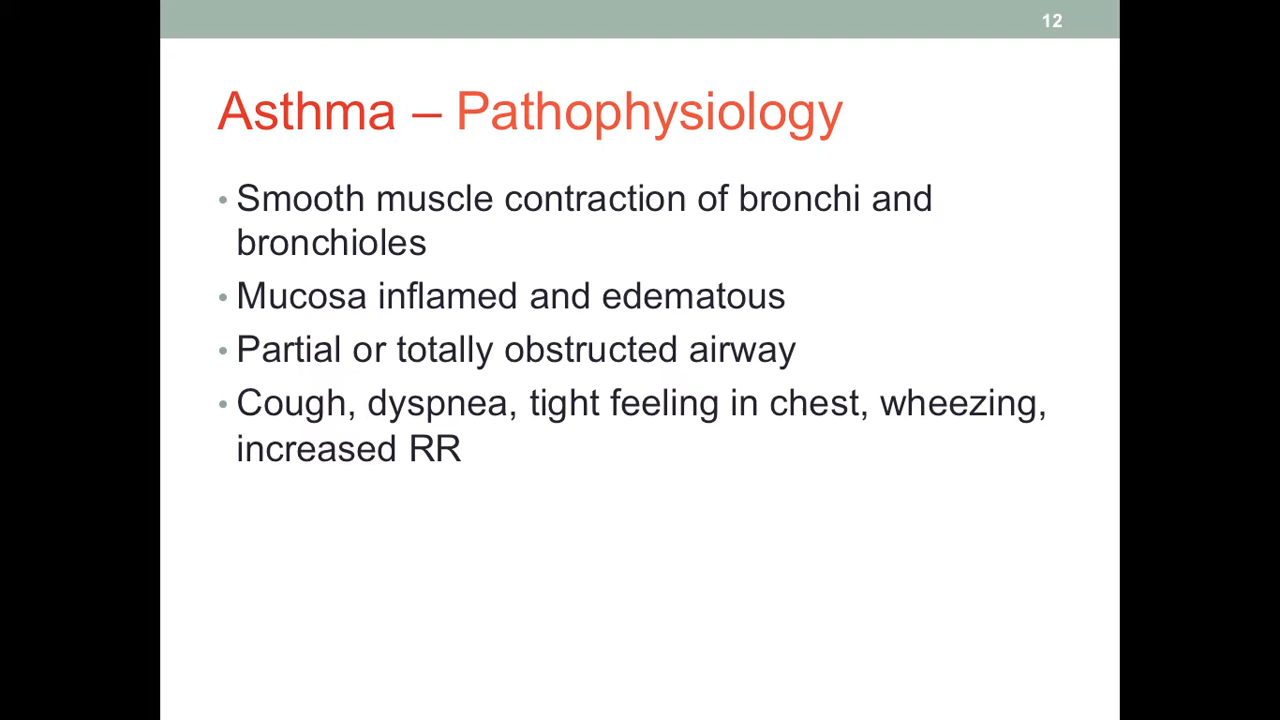 12
Asthma – Pathophysiology
• Smooth muscle contraction of bronchi and
bronchioles
• Mucosa inflamed and edematous
• Partial or totally obstructed airway
• Cough, dyspnea, tight feeling in chest, wheezing,
increased RR